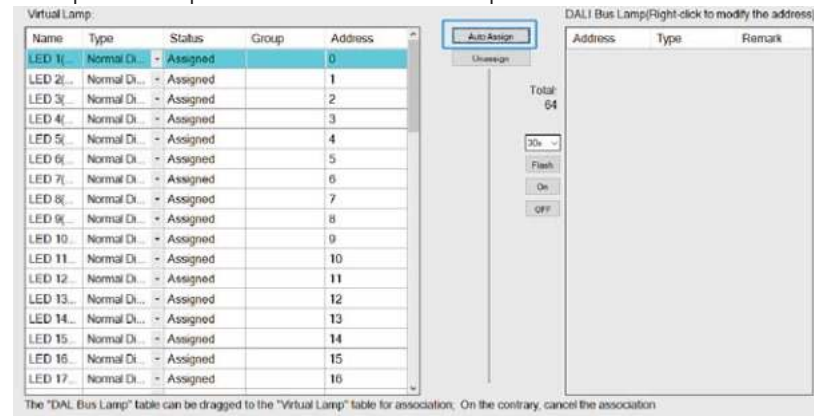 Virtual Lamp:
DALI Bus Lamp(Right-click to modify the address)
Name Type Status Group Address
LED 1(... Normal Di... Assigned 0
LED 2(... Normal Di... Assigned 1
LED 3(... Normal Di... Assigned 2
LED 4(... Normal Di... Assigned 3
LED 5(... Normal Di... Assigned 4
LED 6(... Normal Di... Assigned 5
LED 7(... Normal Di... Assigned 6
LED 8(... Normal Di... Assigned 7
LED 9(... Normal Di... Assigned 8
LED 10... Normal Di... Assigned 9
LED 11... Normal Di... Assigned 10
LED 12... Normal Di... Assigned 11
LED 13... Normal Di... Assigned 12
LED 14... Normal Di... Assigned 13
LED 15... Normal Di... Assigned 14
LED 16... Normal Di... Assigned 15
LED 17... Normal Di... Assigned 16
Auto Assign
Unassign
Total:
64
30s
Flash
On
OFF
Address Type Remark
The "DAL Bus Lamp" table can be dragged to the "Virtual Lamp" table for association; On the contrary, cancel the association